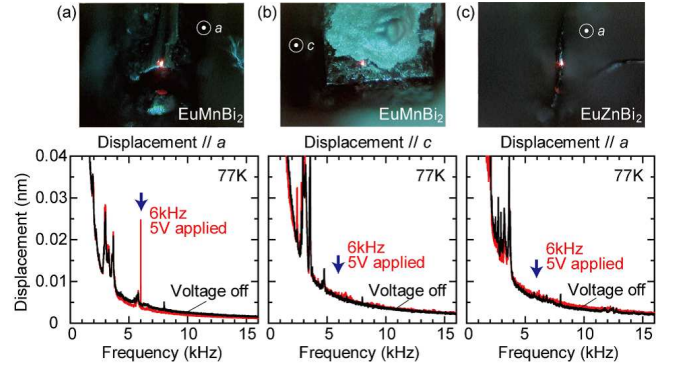 (a)
a
EuMnBi2
(b)
c
EuMnBi2
(c)
a
EuZnBi2
Displacement // a
Displacement // c
Displacement // a
Displacement (nm)
0.04
0.03
0.02
0.01
0
77K
6kHz
5V applied
Voltage off
0
5
10
15
Frequency (kHz)
77K
6kHz
5V applied
Voltage off
0
5
10
15
Frequency (kHz)
77K
6kHz
5V applied
Voltage off
0
5
10
15
Frequency (kHz)